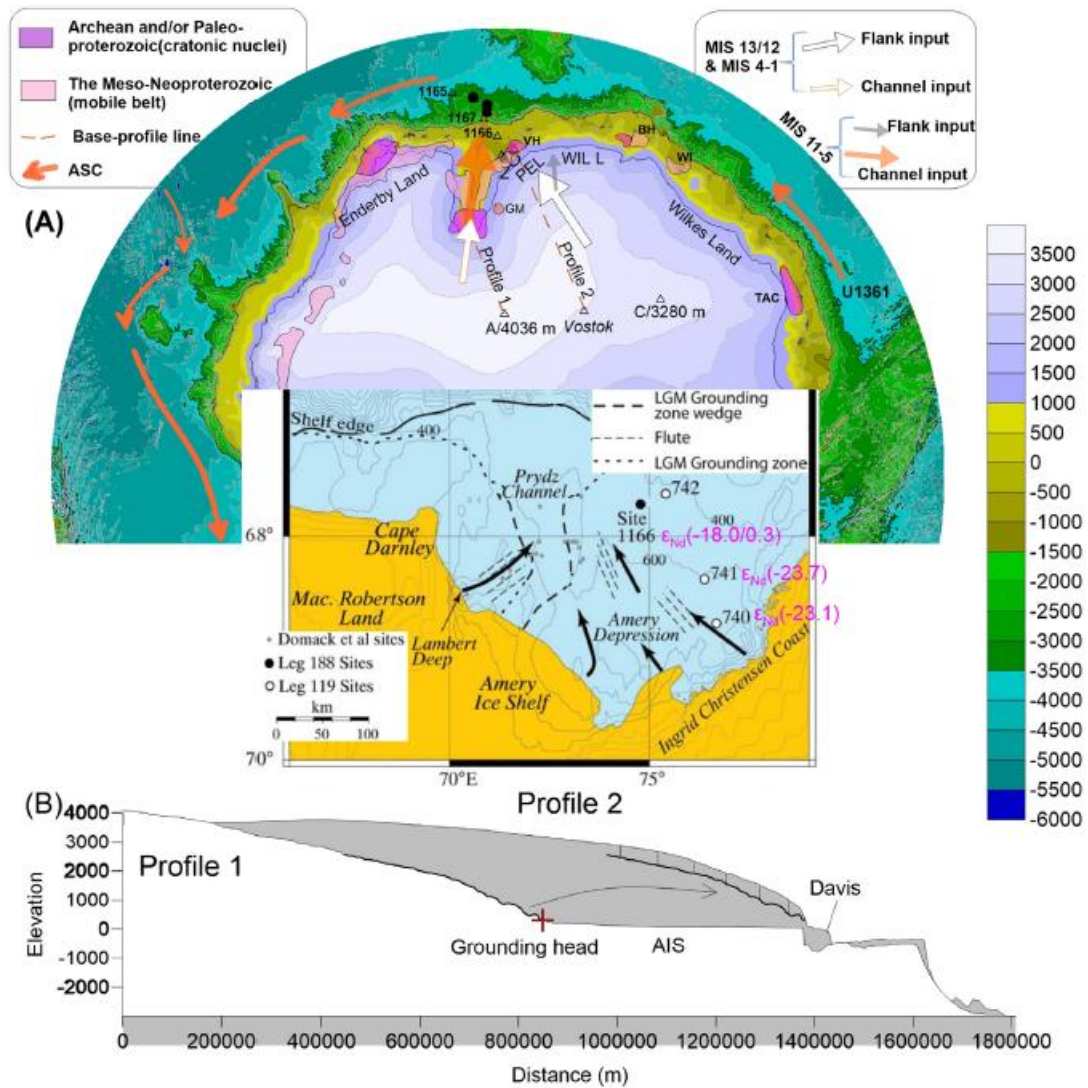 Archean and/or Paleo-
proterozoic(cratonic nuclei)
The Meso-Neoproterozoic
(mobile belt)
Base-profile line
ASC
MIS 13/12
& MIS 4-1
Flank input
Channel input
MIS 11-5
Flank input
Channel input
(A)
1165
1167
1166
VH
PEL
WIL L
BH
WI
Enderby Land
GM
Wilkes Land
Profile 1
Profile 2
TAC
U1361
A/4036 m
Vostok
C/3280 m
3500
3000
2500
2000
1500
1000
500
0
-500
-1000
-1500
-2000
-2500
-3000
-3500
-4000
-4500
-5000
-5500
-6000
Shelf edge
400
LGM Grounding
zone wedge
Flute
LGM Grounding zone
Prydz
Channel
742
Site
1166
εNd(-18.0/0.3)
400
600
68°
Cape
Darnley
741
εNd(-23.7)
Mac. Robertson
Land
Amery
Depression
740
εNd(-23.1)
Lambert
Deep
Domack et al sites
Leg 188 Sites
Leg 119 Sites
km
0 50 100
Amery
Ice Shelf
Ingrid Christensen Coast
70°
70°E
75°
(B)
Profile 2
4000
3000
2000
1000
0
-1000
-2000
Elevation
Profile 1
Davis
Grounding head
AIS
0 200000 400000 600000 800000 1000000 1200000 1400000 1600000 1800000
Distance (m)